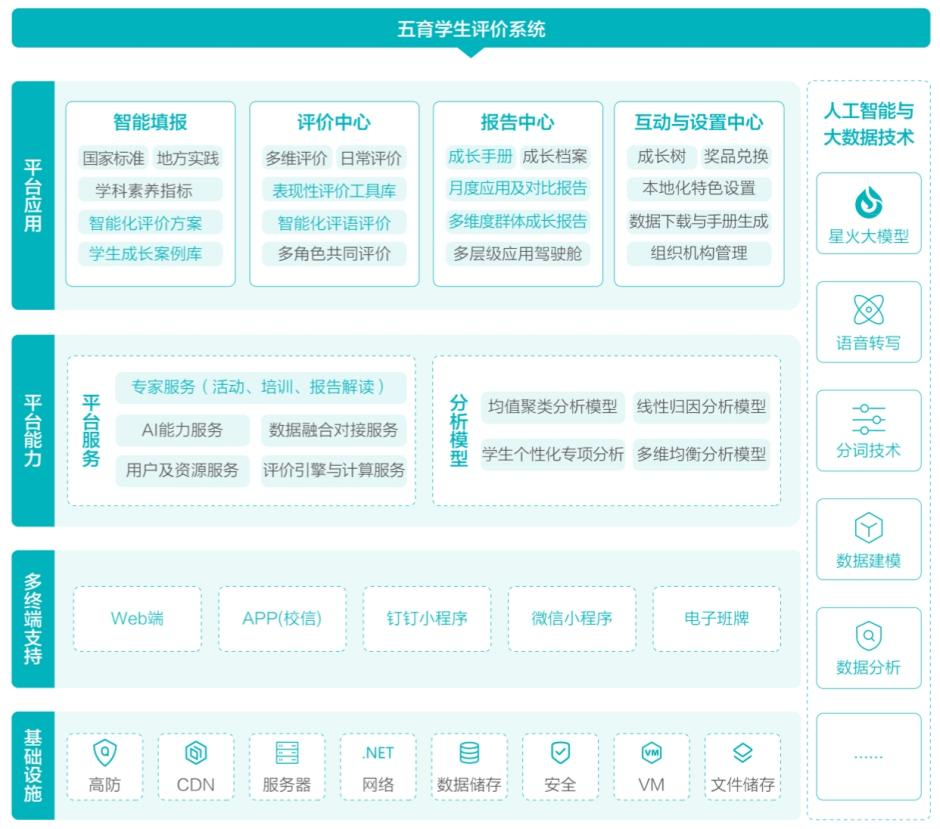 五育学生评价系统
平台应用
智能填报
国家标准 地方实践
学科素养指标
智能化评价方案
学生成长案例库
评价中心
多维评价 日常评价
表现性评价工具库
智能化评语评价
多角色共同评价
报告中心
成长手册 成长档案
月度应用及对比报告
多维度群体成长报告
多层级应用驾驶舱
互动与设置中心
成长树 奖品兑换
本地化特色设置
数据下载与手册生成
组织机构管理
平台能力
平台服务
专家服务（活动、培训、报告解读）
AI能力服务 数据融合对接服务
用户及资源服务 评价引擎与计算服务
分析模型
均值聚类分析模型 线性归因分析模型
学生个性化专项分析 多维均衡分析模型
多终端支持
Web端
APP(校信)
钉钉小程序
微信小程序
电子班牌
基础设施
高防
CDN
服务器
.NET
网络
数据储存
安全
VM
VM
文件储存
人工智能与
大数据技术
星火大模型
语音转写
分词技术
数据建模
数据分析
……